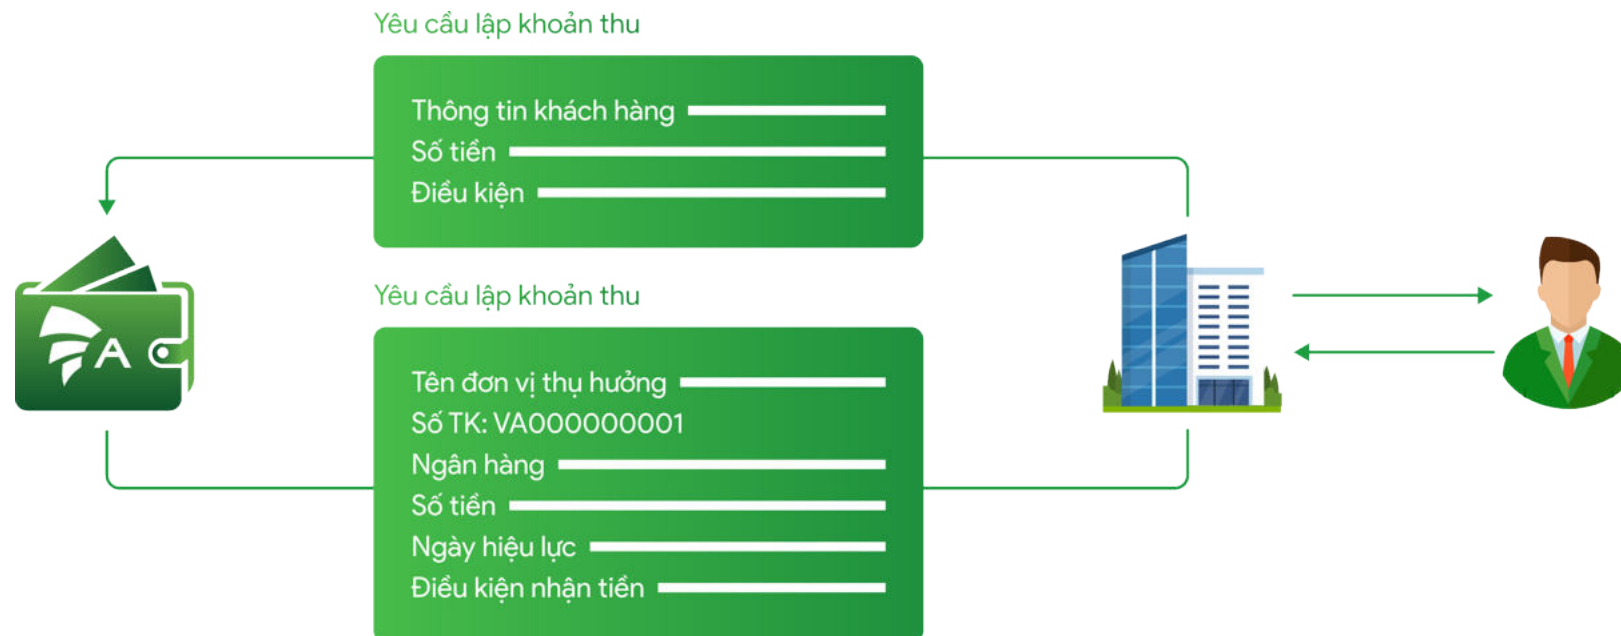 Yêu cầu lập khoản thu
Thông tin khách hàng
Số tiền
Điều kiện
A
Yêu cầu lập khoản thu
Tên đơn vị thụ hưởng
Số TK: VA000000001
Ngân hàng
Số tiền
Ngày hiệu lực
Điều kiện nhận tiền